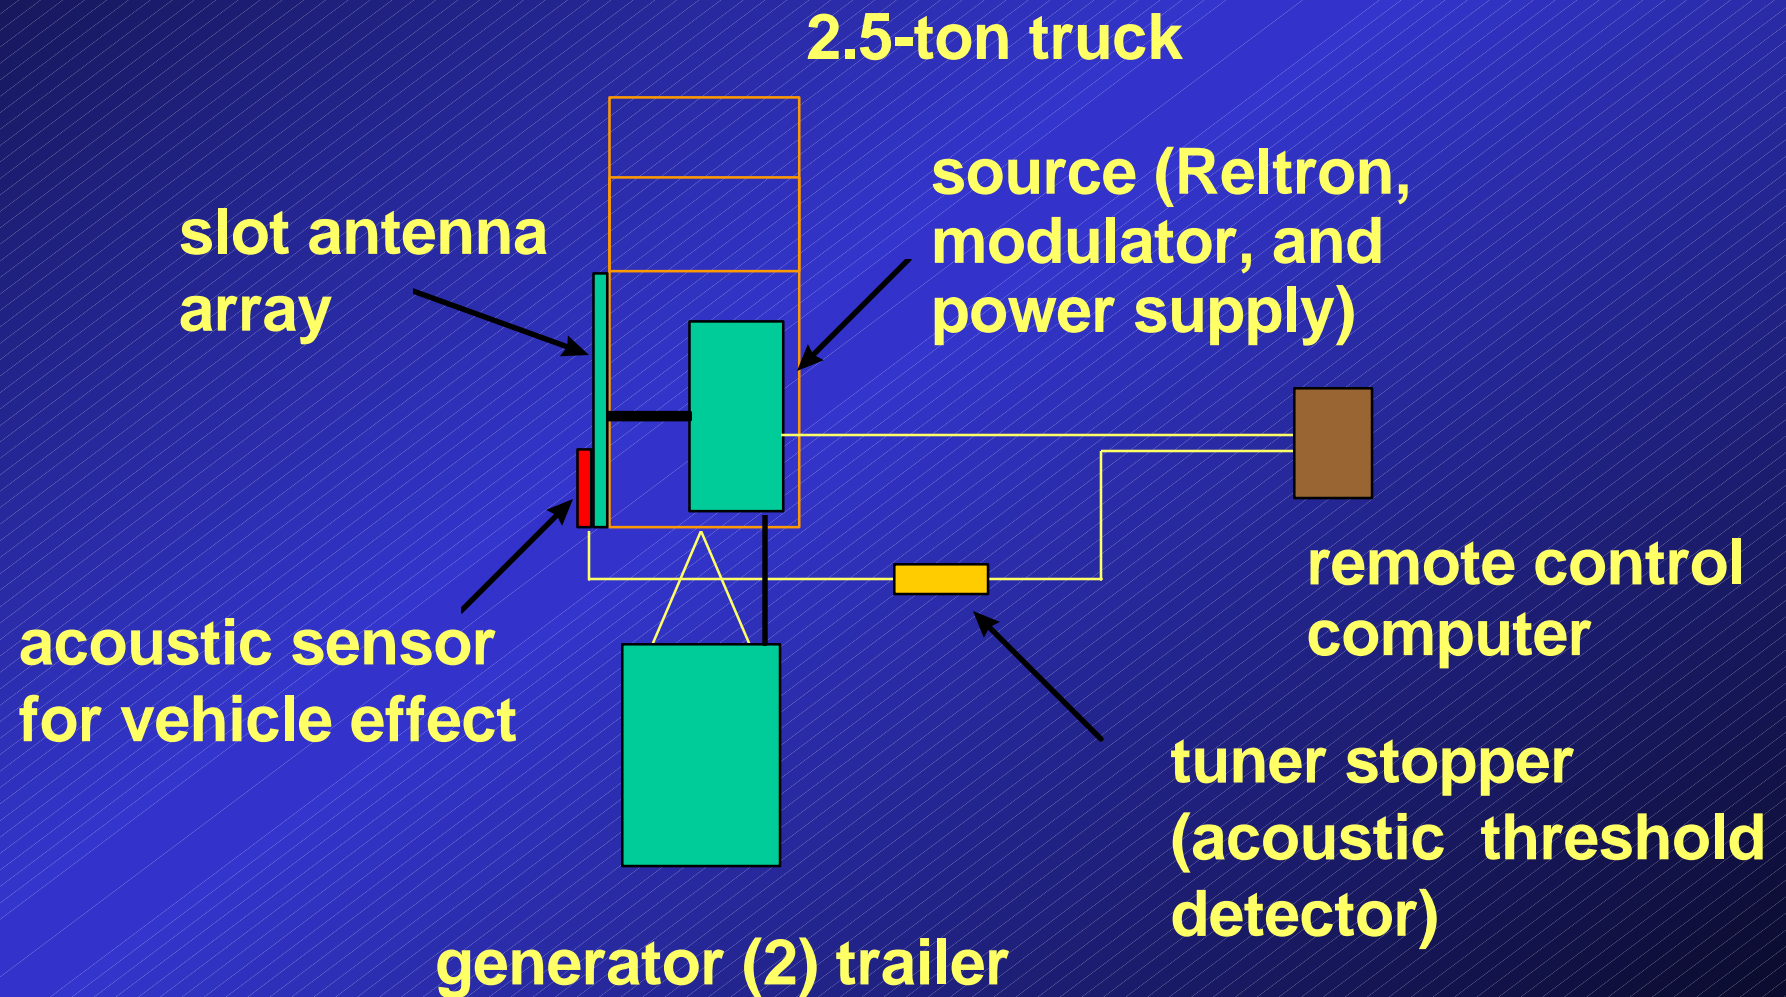 2.5-ton truck
source (Reltron,
modulator, and
power supply)
slot antenna
array
remote control
computer
acoustic sensor
for vehicle effect
tuner stopper
(acoustic  threshold
detector)
generator (2) trailer